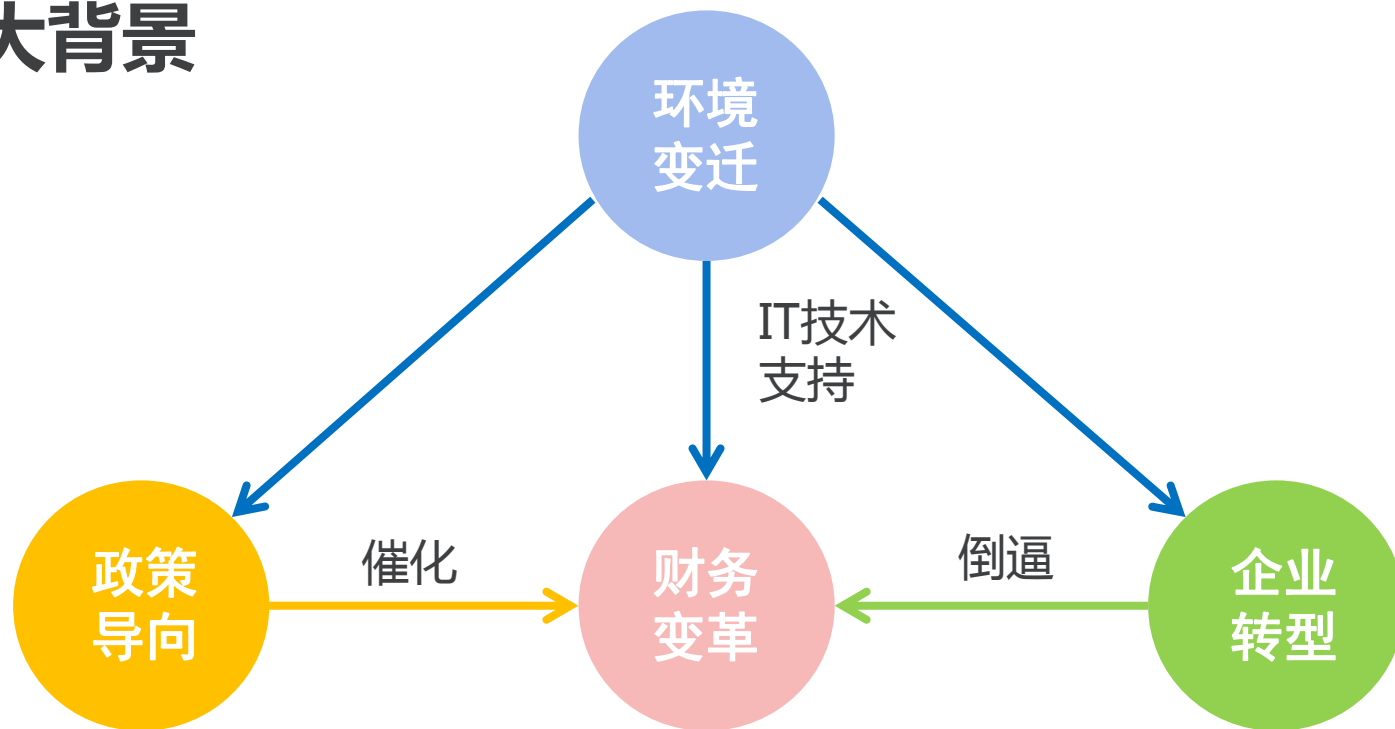 大背景
环境
变迁
IT技术
支持
政策
导向
催化
财务
变革
倒逼
企业
转型